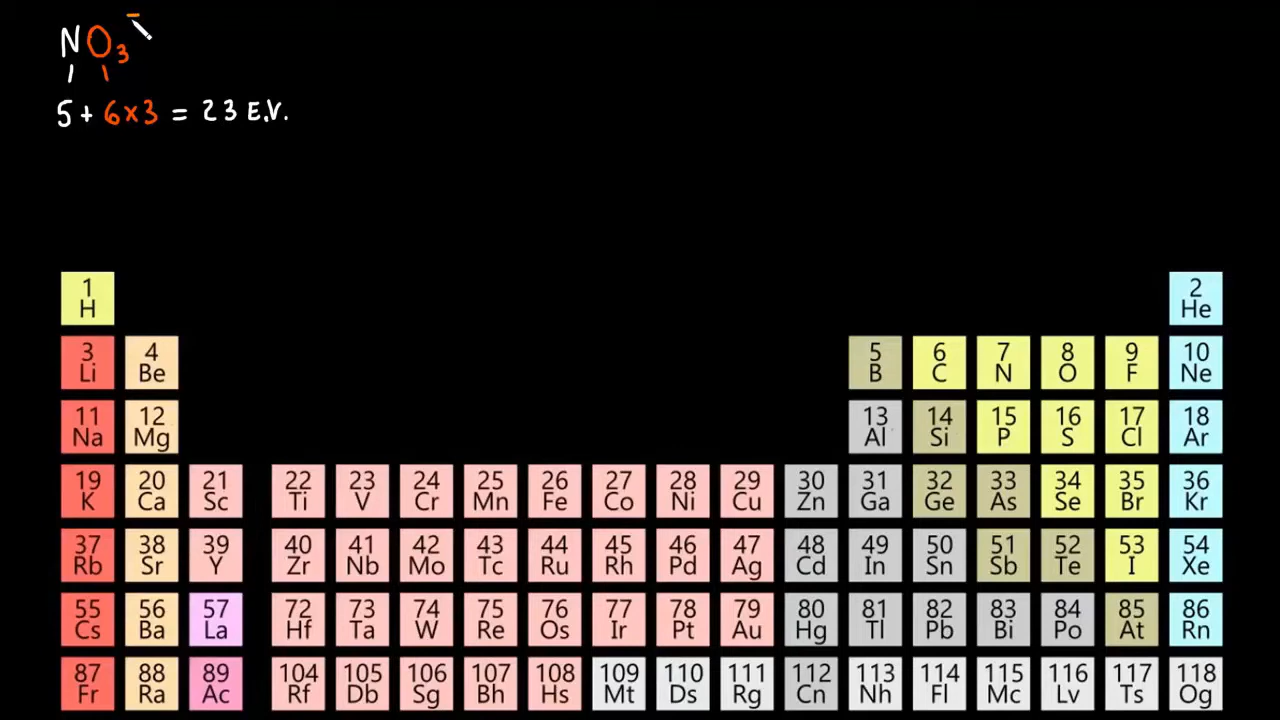 NO₃⁻
5 + 6×3 = 23 E.V.
1 2
H He
3 4 5 6 7 8 9 10
Li Be B C N O F Ne
11 12 13 14 15 16 17 18
Na Mg Al Si P S Cl Ar
19 20 21 22 23 24 25 26 27 28 29 30 31 32 33 34 35 36
K Ca Sc Ti V Cr Mn Fe Co Ni Cu Zn Ga Ge As Se Br Kr
37 38 39 40 41 42 43 44 45 46 47 48 49 50 51 52 53 54
Rb Sr Y Zr Nb Mo Tc Ru Rh Pd Ag Cd In Sn Sb Te I Xe
55 56 57 72 73 74 75 76 77 78 79 80 81 82 83 84 85 86
Cs Ba La Hf Ta W Re Os Ir Pt Au Hg Tl Pb Bi Po At Rn
87 88 89 104 105 106 107 108 109 110 111 112 113 114 115 116 117 118
Fr Ra Ac Rf Db Sg Bh Hs Mt Ds Rg Cn Nh Fl Mc Lv Ts Og